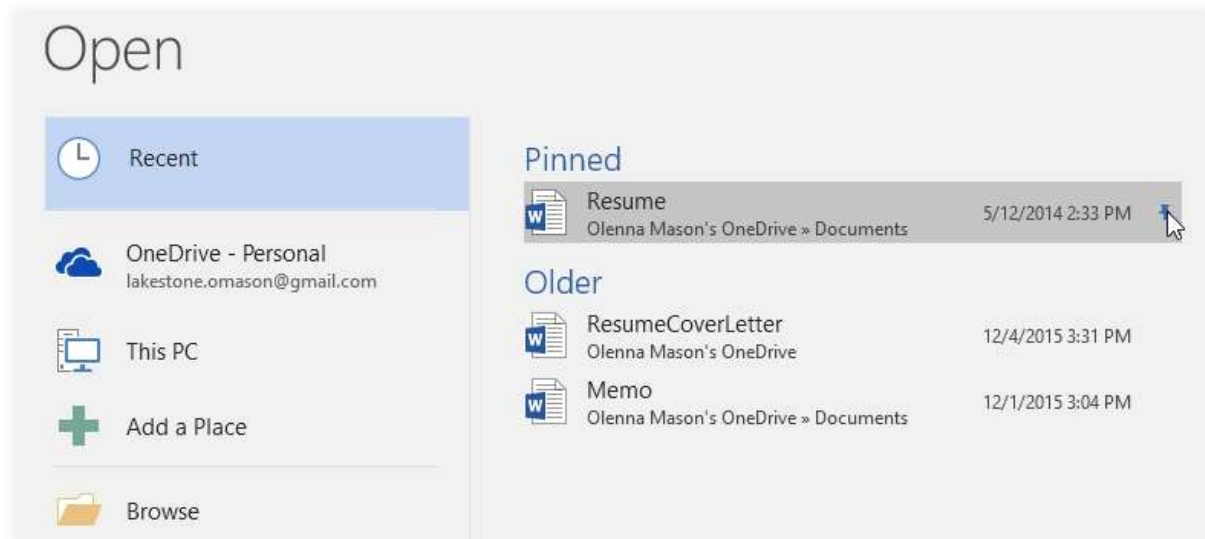 Open
Recent
OneDrive - Personal
lakestone.omason@gmail.com
This PC
Add a Place
Browse
Pinned
Resume
Olenna Mason's OneDrive » Documents
5/12/2014 2:33 PM
Older
ResumeCoverLetter
Olenna Mason's OneDrive
12/4/2015 3:31 PM
Memo
Olenna Mason's OneDrive » Documents
12/1/2015 3:04 PM